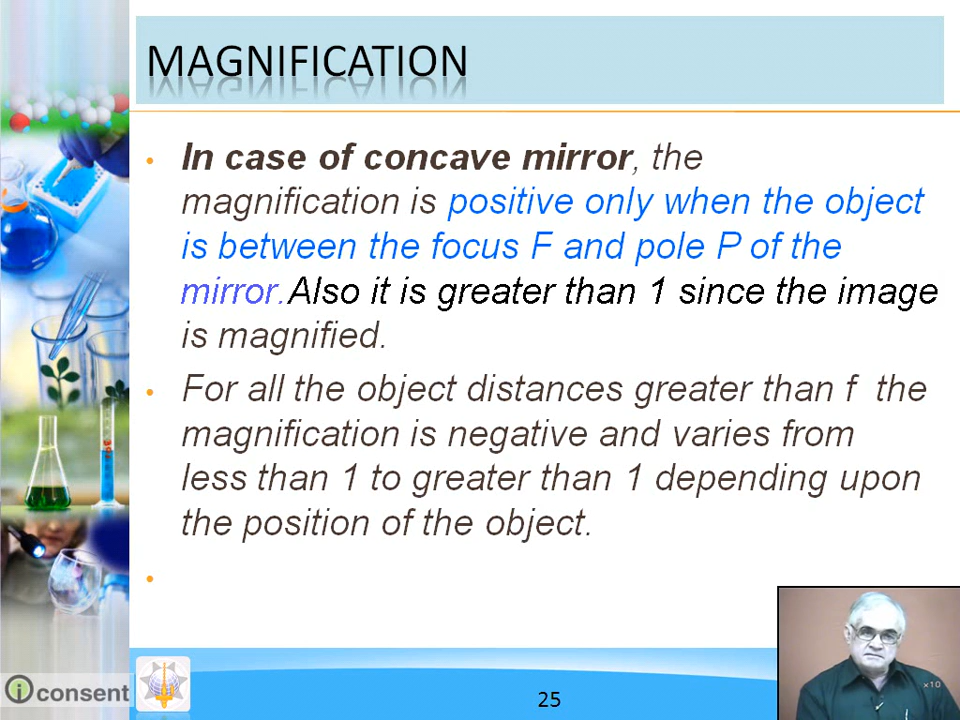 MAGNIFICATION
• In case of concave mirror, the
magnification is positive only when the object
is between the focus F and pole P of the
mirror.Also it is greater than 1 since the image
is magnified.
• For all the object distances greater than f the
magnification is negative and varies from
less than 1 to greater than 1 depending upon
the position of the object.
•
i consent
25
×10